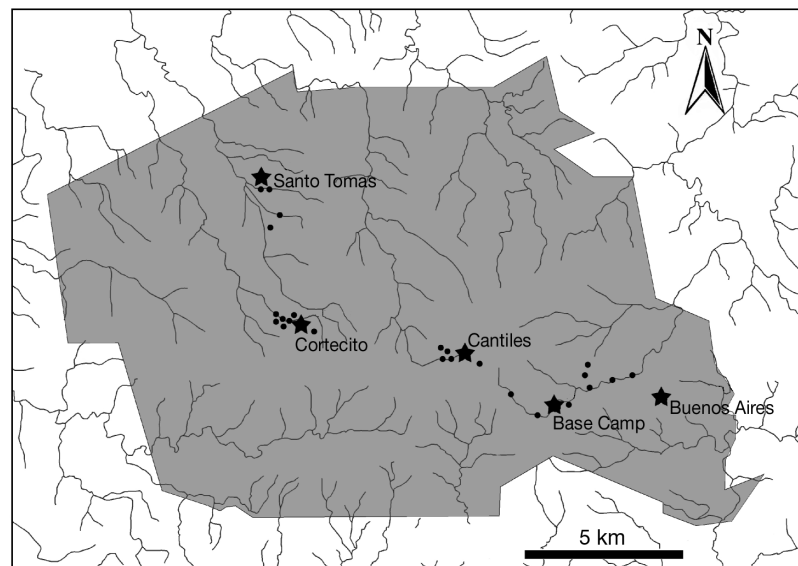 N
Santo Tomas
Cortecito
Cantiles
Base Camp
Buenos Aires
5 km